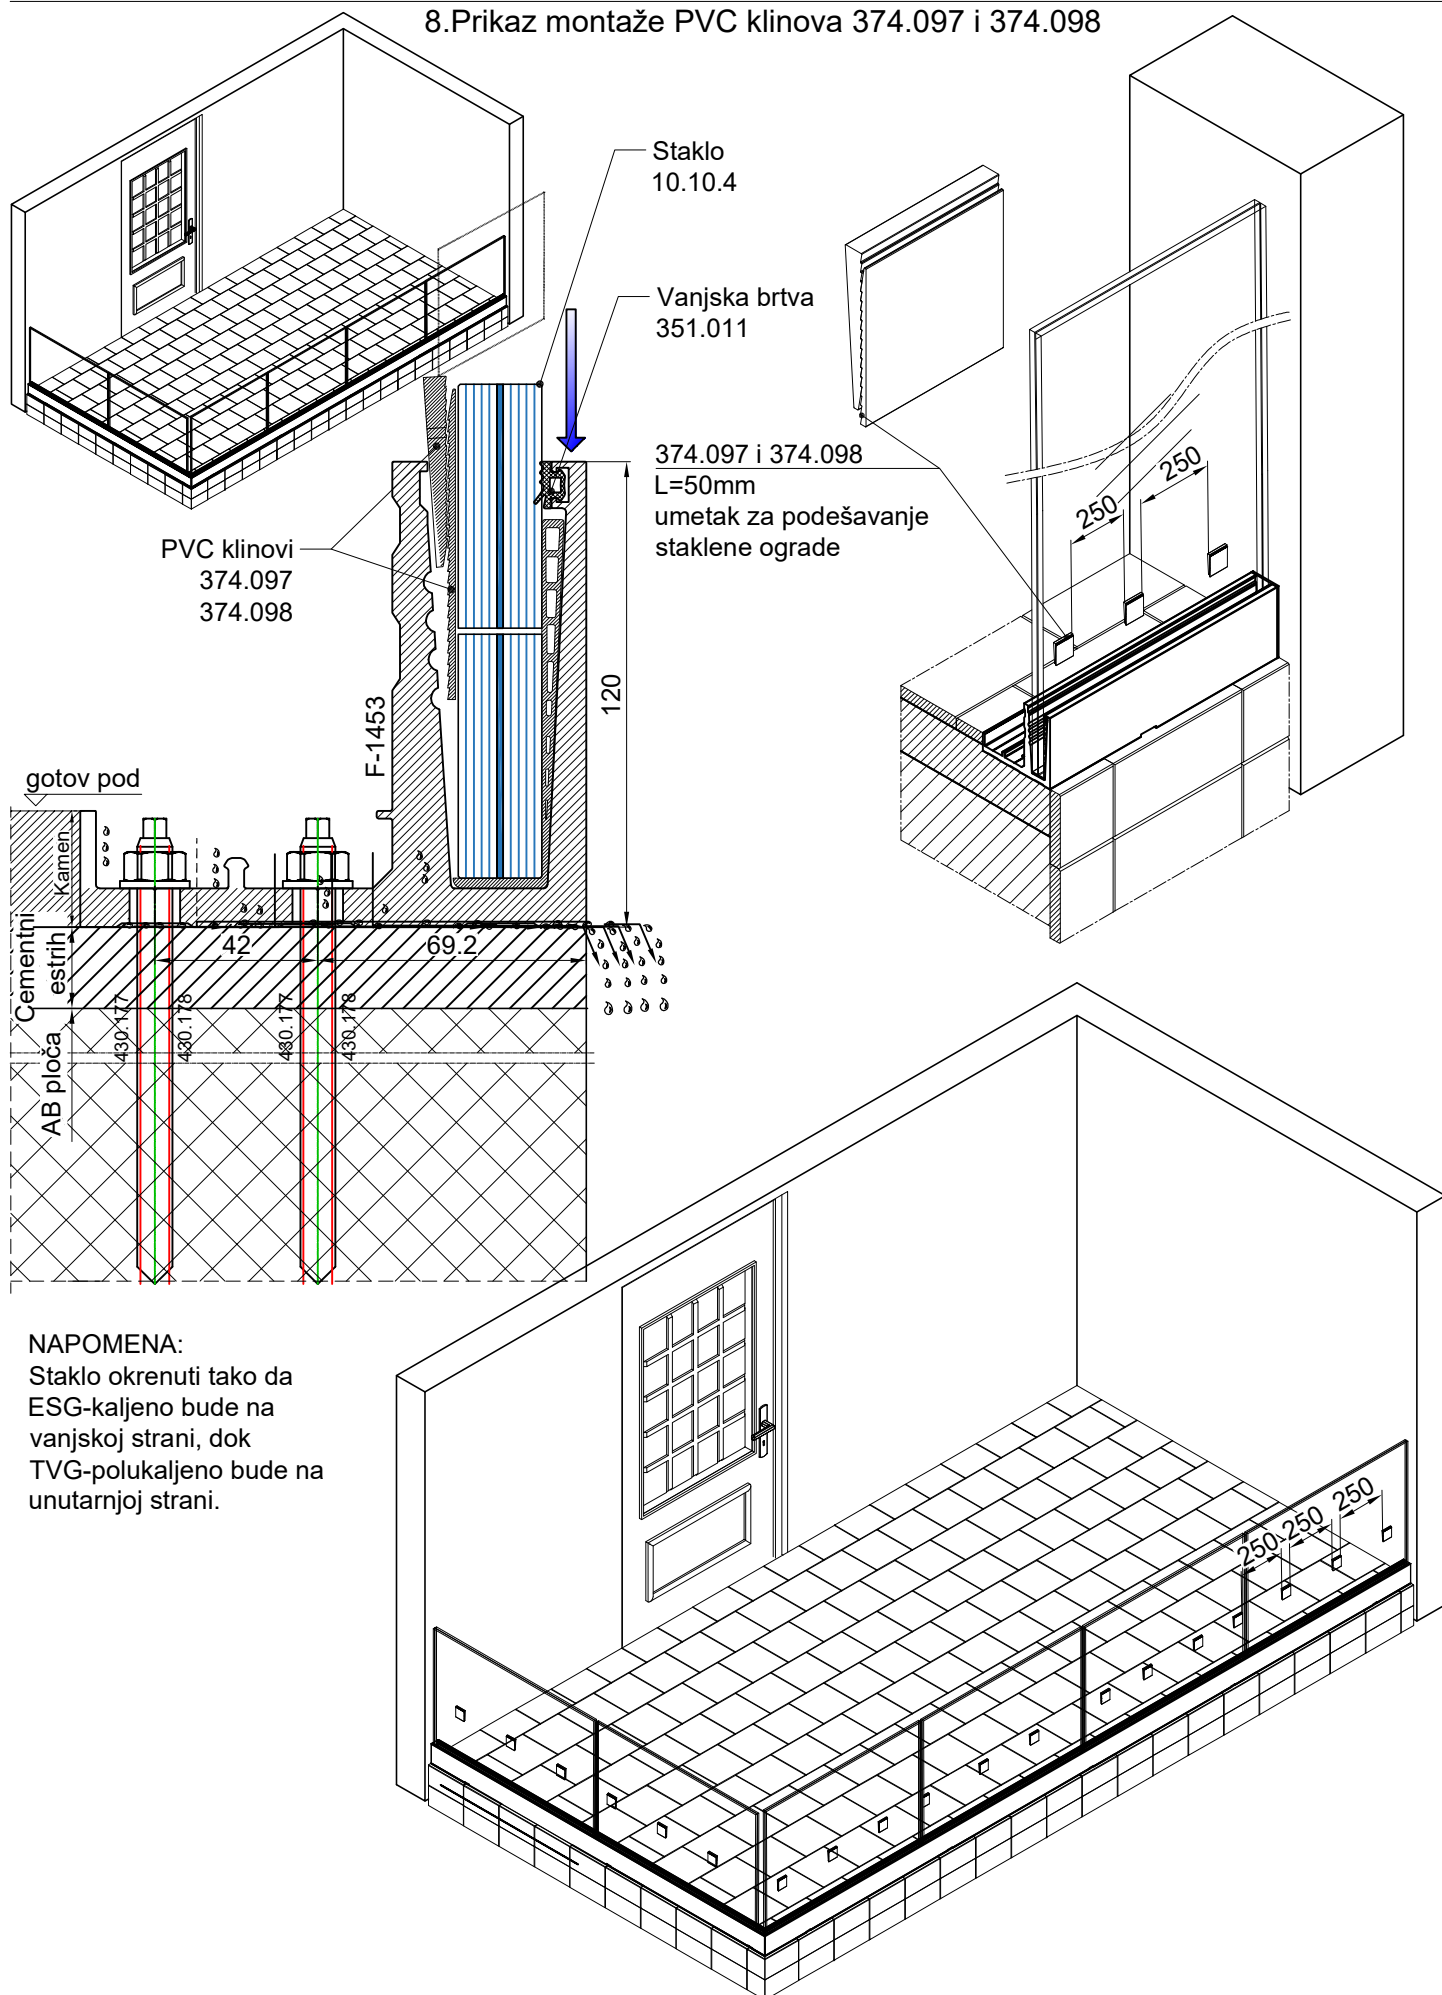 8.Prikaz montaže PVC klinova 374.097 i 374.098
Staklo
10.10.4
Vanjska brtva
351.011
374.097 i 374.098
L=50mm
umetak za podešavanje
staklene ograde
250
250
PVC klinovi
374.097
374.098
F-1453
120
gotov pod
Kamen
Cementni
estrih
AB ploča
42
69.2
430.177
430.178
430.177
430.178
NAPOMENA:
Staklo okrenuti tako da
ESG-kaljeno bude na
vanjskoj strani, dok
TVG-polukaljeno bude na
unutarnjoj strani.
250
250
250